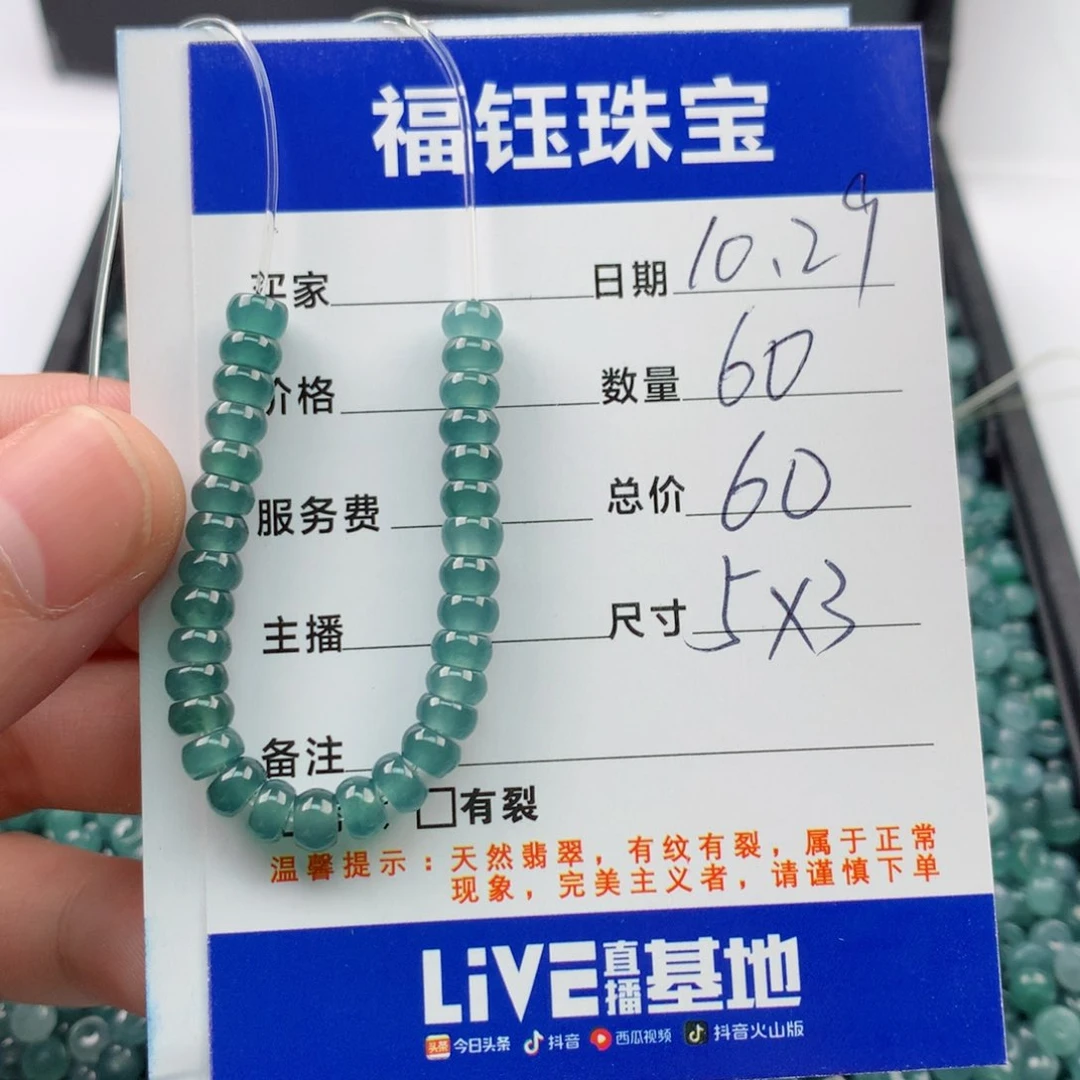 福钰珠宝
买家 日期 10.29
价格 数量 60
服务费 总价 60
主播 尺寸 5X3
备注
□有裂
温馨提示：天然翡翠，有纹有裂，属于正常
现象，完美主义者，请谨慎下单
LiVE直播基地
头条 今日头条 抖音 西瓜视频 抖音火山版